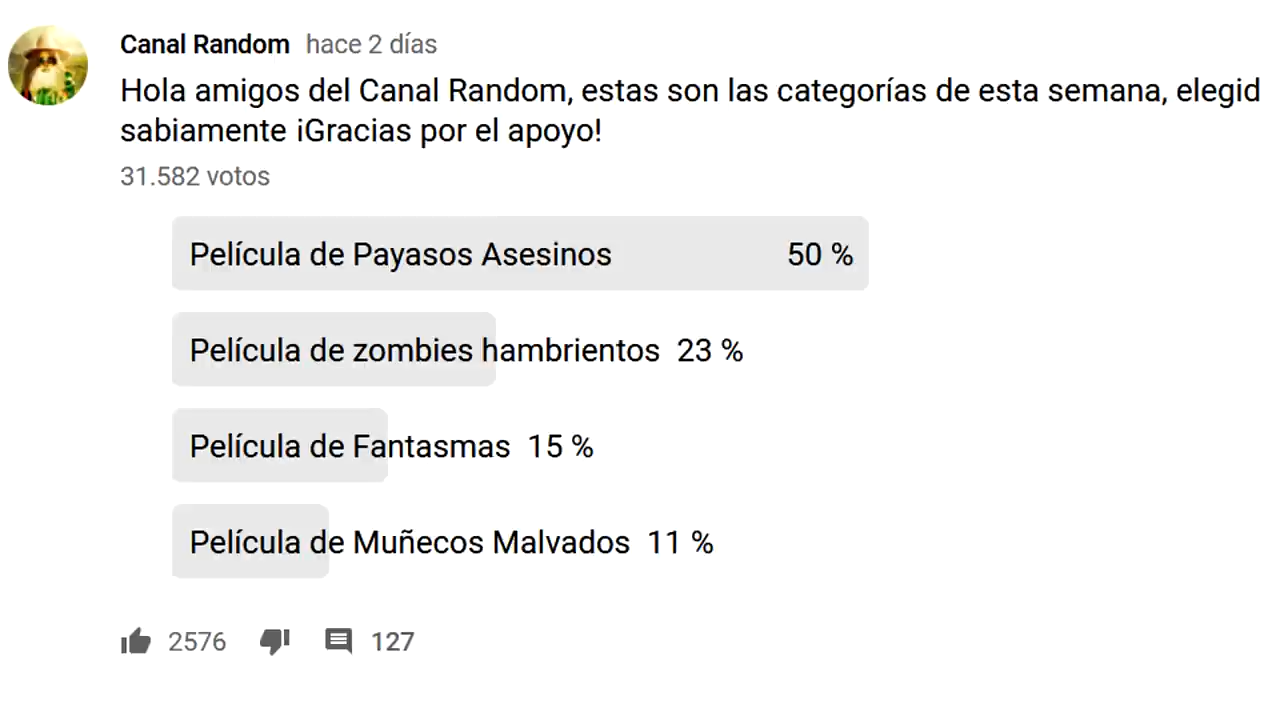 Canal Random hace 2 días
Hola amigos del Canal Random, estas son las categorías de esta semana, elegid
sabiamente ¡Gracias por el apoyo!
31.582 votos
Película de Payasos Asesinos 50 %
Película de zombies hambrientos 23 %
Película de Fantasmas 15 %
Película de Muñecos Malvados 11 %
2576 127